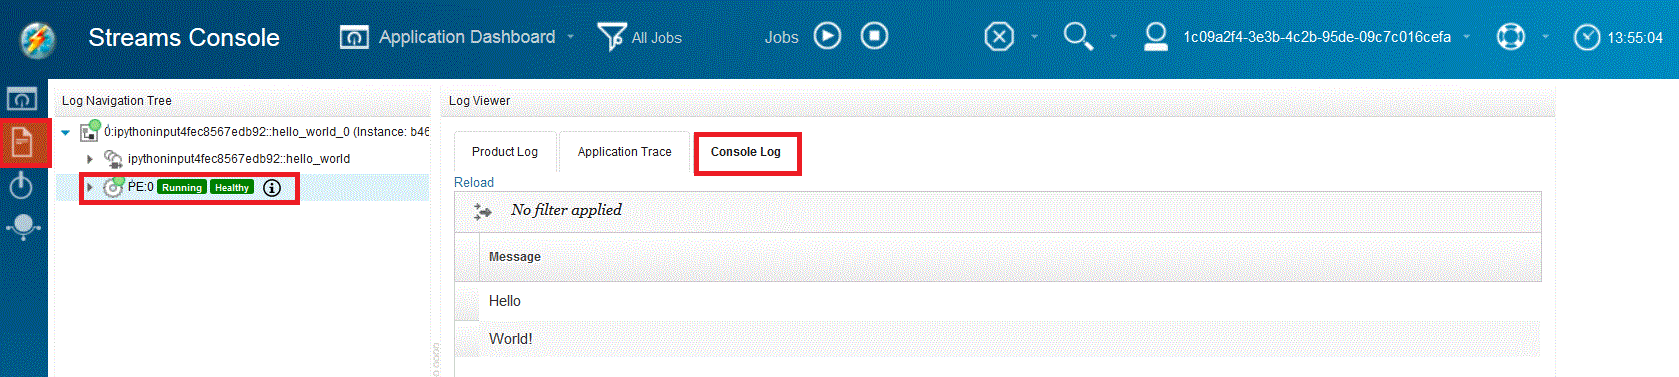 Streams Console
Application Dashboard
All Jobs
Jobs
1c09a2f4-3e3b-4c2b-95de-09c7c016cefa
13:55:04
Log Navigation Tree
0:ipythoninput4fec8567edb92::hello_world_0 (Instance: b46
ipythoninput4fec8567edb92::hello_world
PE:0 Running Healthy
Log Viewer
Product Log
Application Trace
Console Log
Reload
No filter applied
Message
Hello
World!